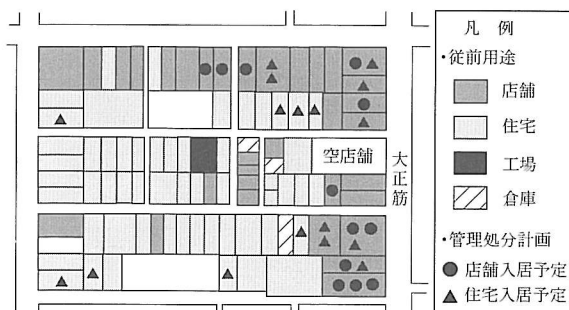 空店舗
大正筋
凡 例
・従前用途
店舗
住宅
工場
倉庫
・管理処分計画
店舗入居予定
住宅入居予定